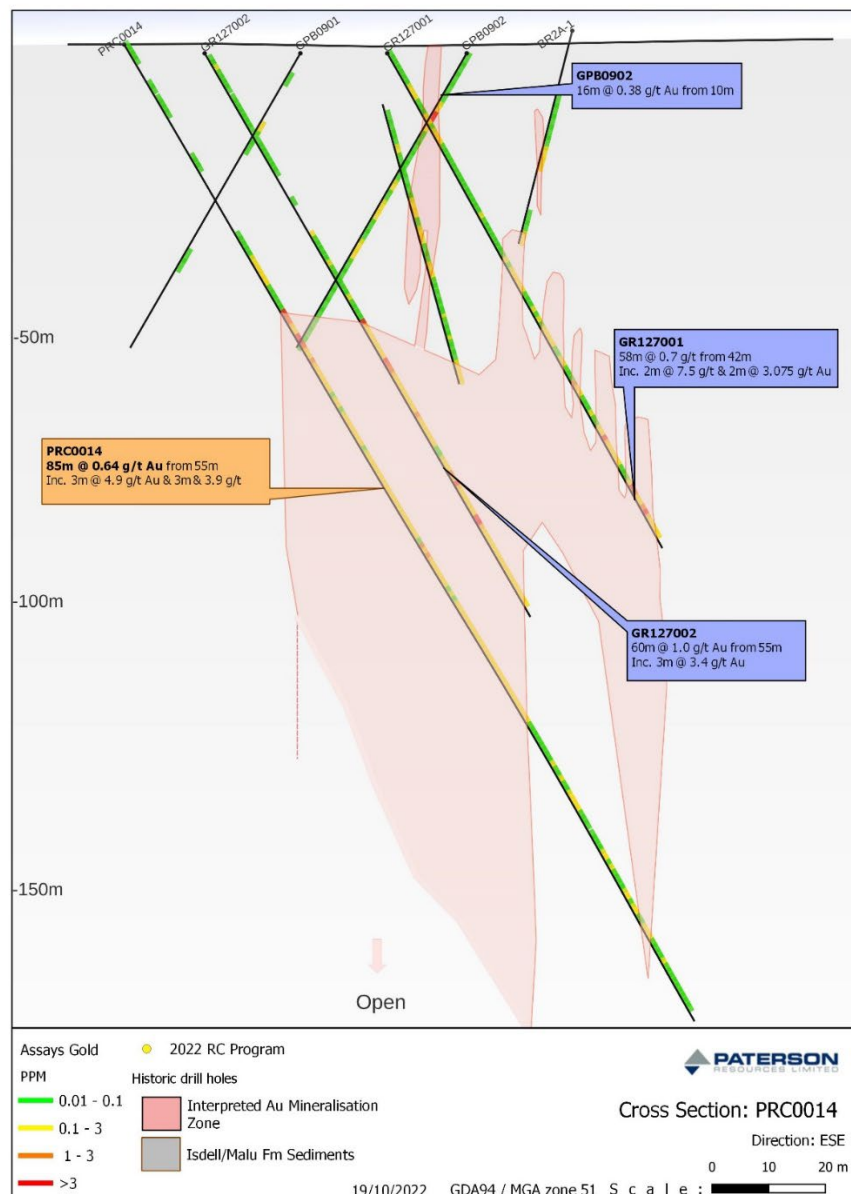 PRC0014
GR127002
GPB0901
GR127001
GPB0902
BR2A-1
GPB0902
16m @ 0.38 g/t Au from 10m
-50m
GR127001
58m @ 0.7 g/t from 42m
Inc. 2m @ 7.5 g/t & 2m @ 3.075 g/t Au
PRC0014
85m @ 0.64 g/t Au from 55m
Inc. 3m @ 4.9 g/t Au & 3m & 3.9 g/t
-100m
GR127002
60m @ 1.0 g/t Au from 55m
Inc. 3m @ 3.4 g/t Au
-150m
Open
Assays Gold
PPM
0.01 - 0.1
0.1 - 3
1 - 3
>3
2022 RC Program
Historic drill holes
Interpreted Au Mineralisation
Zone
Isdell/Malu Fm Sediments
PATERSON
RESOURCES LIMITED
Cross Section: PRC0014
Direction: ESE
0 10 20 m
19/10/2022 GDA94 / MGA zone 51 Scale: